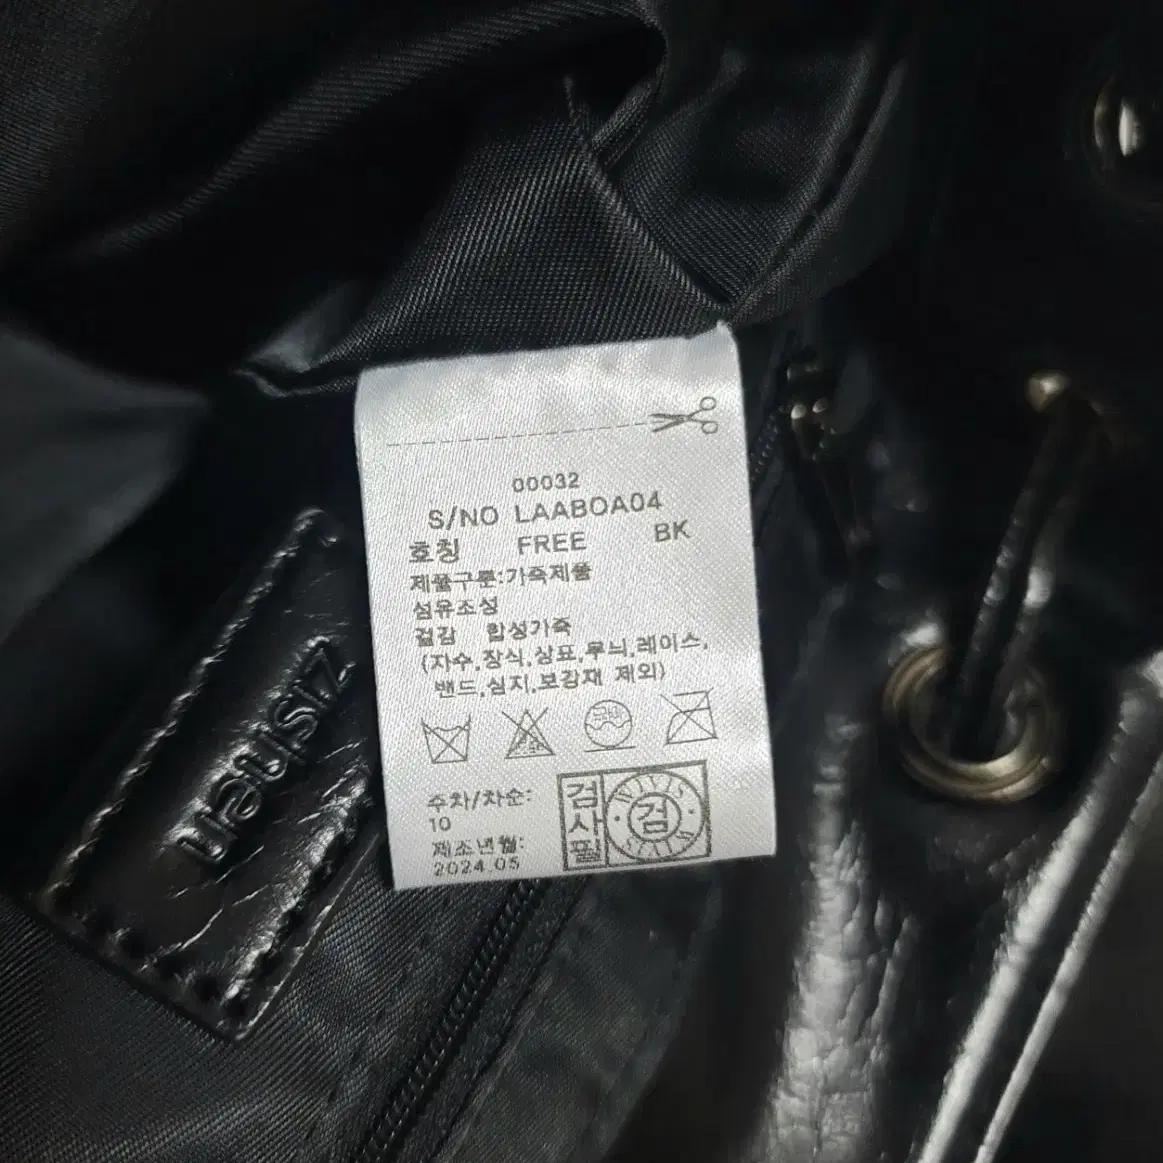 00032
S/NO LAABOA04
호칭 FREE BK
제품구분:가죽제품
섬유조성
겉감 합성가죽
(자수,장식,상표,무늬,레이스,
밴드,심지,보강재 제외)
주차/차순:
10
제조년월:
2024.05
검사필
검
zishen